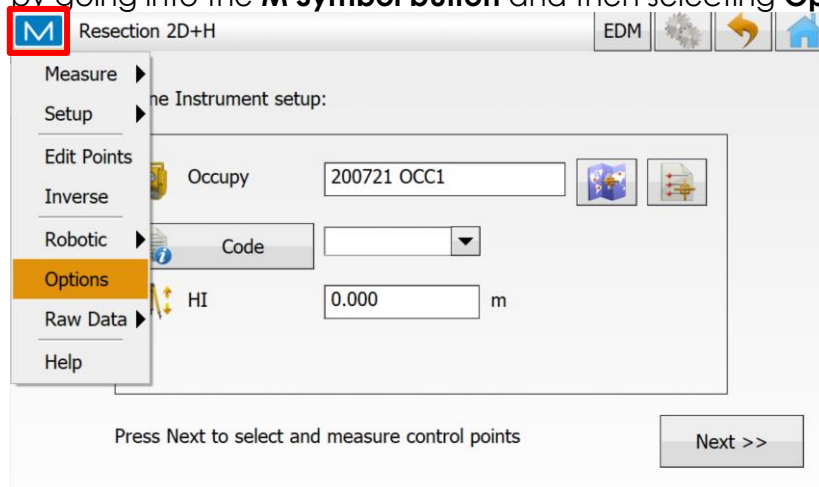 by going into the M symbol button and then selecting Op
M Resection 2D+H EDM
Measure
ne Instrument setup:
Setup
Edit Points
Occupy 200721 OCC1
Inverse
Robotic
Code
Options
HI 0.000 m
Raw Data
Help
Press Next to select and measure control points
Next >>